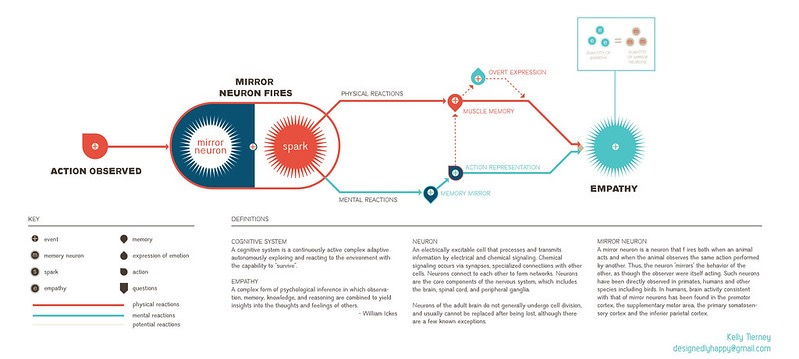 QUANTITY OF
EMPATHY
QUANTITY
OF MIRROR
NEURONS
MIRROR
NEURON FIRES
OVERT EXPRESSION
PHYSICAL REACTIONS
MUSCLE MEMORY
mirror
neuron
spark
ACTION OBSERVED
ACTION REPRESENTATION
MEMORY MIRROR
MENTAL REACTIONS
EMPATHY
KEY
event
memory neuron
spark
empathy
memory
expression of emotion
action
questions
physical reactions
mental reactions
potential reactions
DEFINITIONS
COGNITIVE SYSTEM
A cognitive system is a continuously active complex adaptive
autonomously exploring and reacting to the environment with
the capability to "survive".
EMPATHY
A complex form of psychological inference in which observa-
tion, memory, knowledge, and reasoning are combined to yield
insights into the thoughts and feelings of others.
- William Ickes
NEURON
An electrically excitable cell that processes and transmits
information by electrical and chemical signaling. Chemical
signaling occurs via synapses, specialized connections with other
cells. Neurons connect to each other to form networks. Neurons
are the core components of the nervous system, which includes
the brain, spinal cord, and peripheral ganglia.
Neurons of the adult brain do not generally undergo cell division,
and usually cannot be replaced after being lost, although there
are a few known exceptions.
MIRROR NEURON
A mirror neuron is a neuron that f ires both when an animal
acts and when the animal observes the same action performed
by another. Thus, the neuron "mirrors" the behavior of the
other, as though the observer were itself acting. Such neurons
have been directly observed in primates, humans and other
species including birds. In humans, brain activity consistent
with that of mirror neurons has been found in the premotor
cortex, the supplementary motor area, the primary somatosen-
sory cortex and the inferior parietal cortex.
Kelly Tierney
designedlyhappy@gmail.com